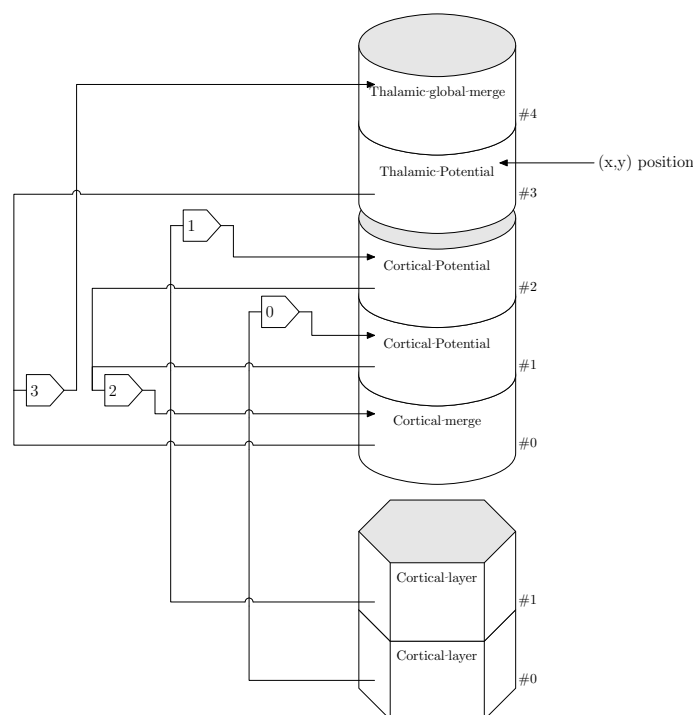 Thalamic-global-merge
#4
(x,y) position
Thalamic-Potential
#3
1
Cortical-Potential
#2
0
Cortical-Potential
#1
3
2
Cortical-merge
#0
Cortical-layer
#1
Cortical-layer
#0